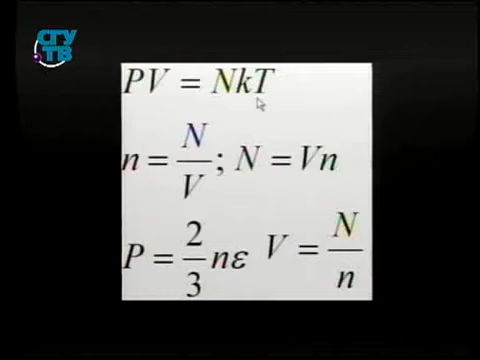 СГУ
ТВ
PV = NkT
n = N/V; N = Vn
P = 2/3 nε V = N/n